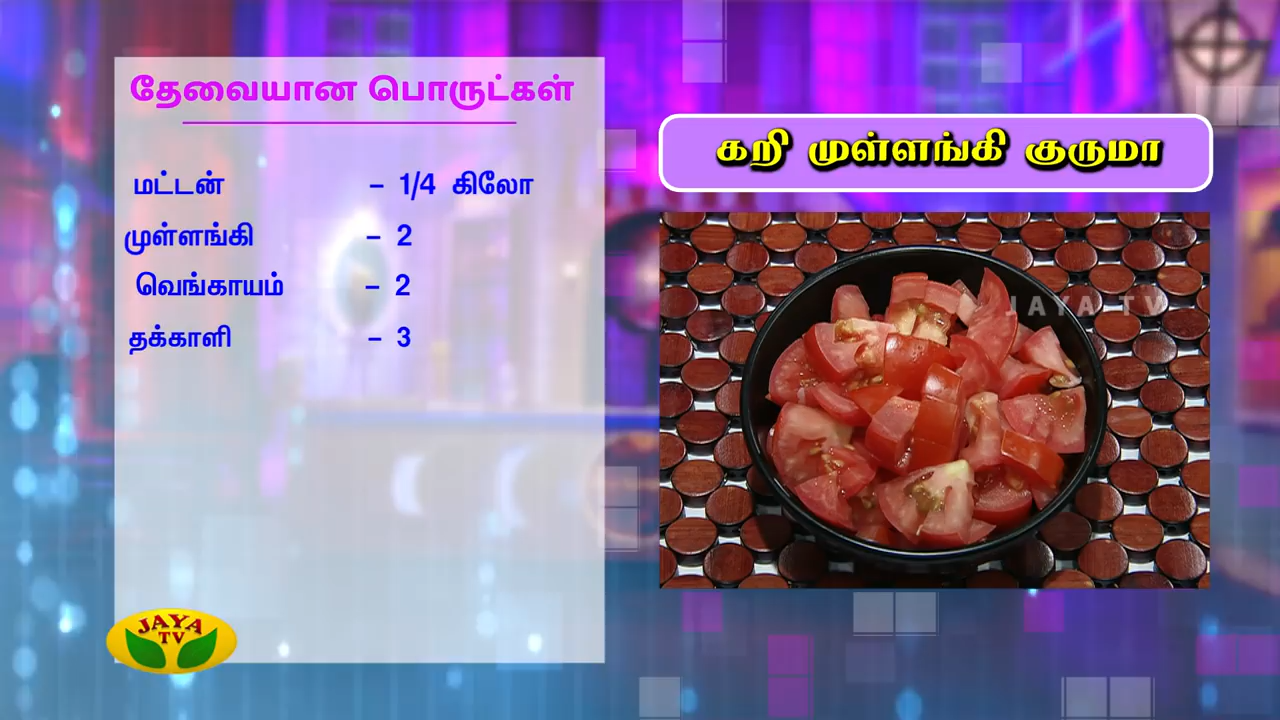 தேவையான பொருட்கள்
மட்டன் – 1/4 கிலோ
முள்ளங்கி – 2
வெங்காயம் – 2
தக்காளி – 3
கறி முள்ளங்கி குருமா
JAYA TV
JAYA
TV